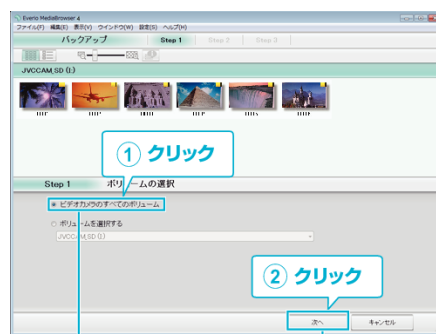 Everio MediaBrowser 4
ファイル(F) 編集(E) 表示(V) ウインドウ(W) 設定(S) ヘルプ(H)
バックアップ Step 1 Step 2 Step 3
JVCCAM_SD (I:)
① クリック
Step 1 ボリュームの選択
ビデオカメラのすべてのボリューム
ボリュームを選択する
JVCCAM_SD (I:)
② クリック
次へ キャンセル